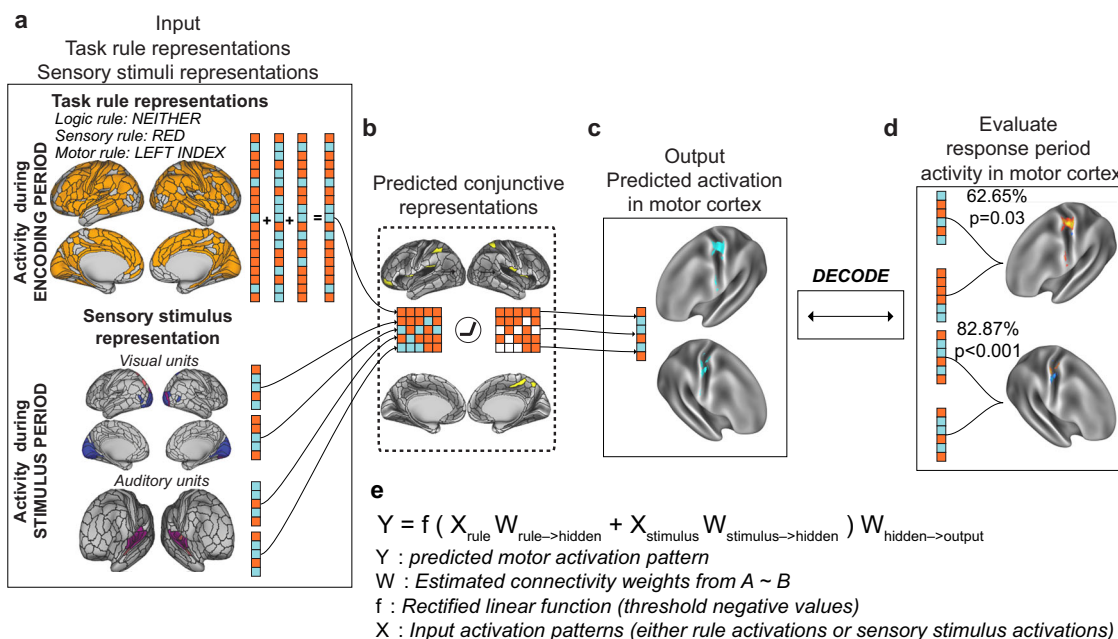 a
Input
Task rule representations
Sensory stimuli representations
Activity during
ENCODING PERIOD
Task rule representations
Logic rule: NEITHER
Sensory rule: RED
Motor rule: LEFT INDEX
+ + =
Activity during
STIMULUS PERIOD
Sensory stimulus
representation
Visual units
Auditory units
b
Predicted conjunctive
representations
c
Output
Predicted activation
in motor cortex
DECODE
d
Evaluate
response period
activity in motor cortex
62.65%
p=0.03
82.87%
p<0.001
e
Y = f ( X_rule W_rule–>hidden + X_stimulus W_stimulus–>hidden ) W_hidden–>output
Y : predicted motor activation pattern
W : Estimated connectivity weights from A ~ B
f : Rectified linear function (threshold negative values)
X : Input activation patterns (either rule activations or sensory stimulus activations)